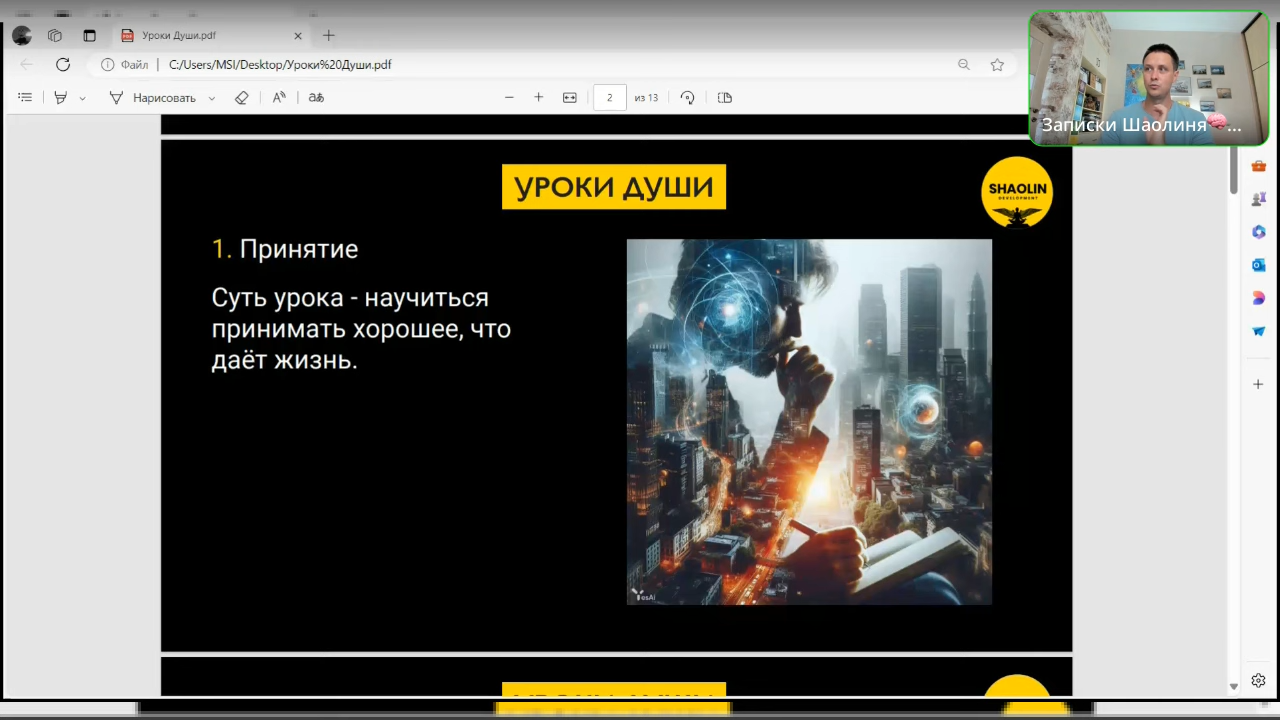 Уроки Души.pdf
Файл | C:/Users/MSI/Desktop/Уроки%20Души.pdf
Нарисовать
2 из 13
Записки Шаолиня🧠...
УРОКИ ДУШИ
SHAOLIN
DEVELOPMENT
1. Принятие
Суть урока - научиться
принимать хорошее, что
даёт жизнь.
YesAi